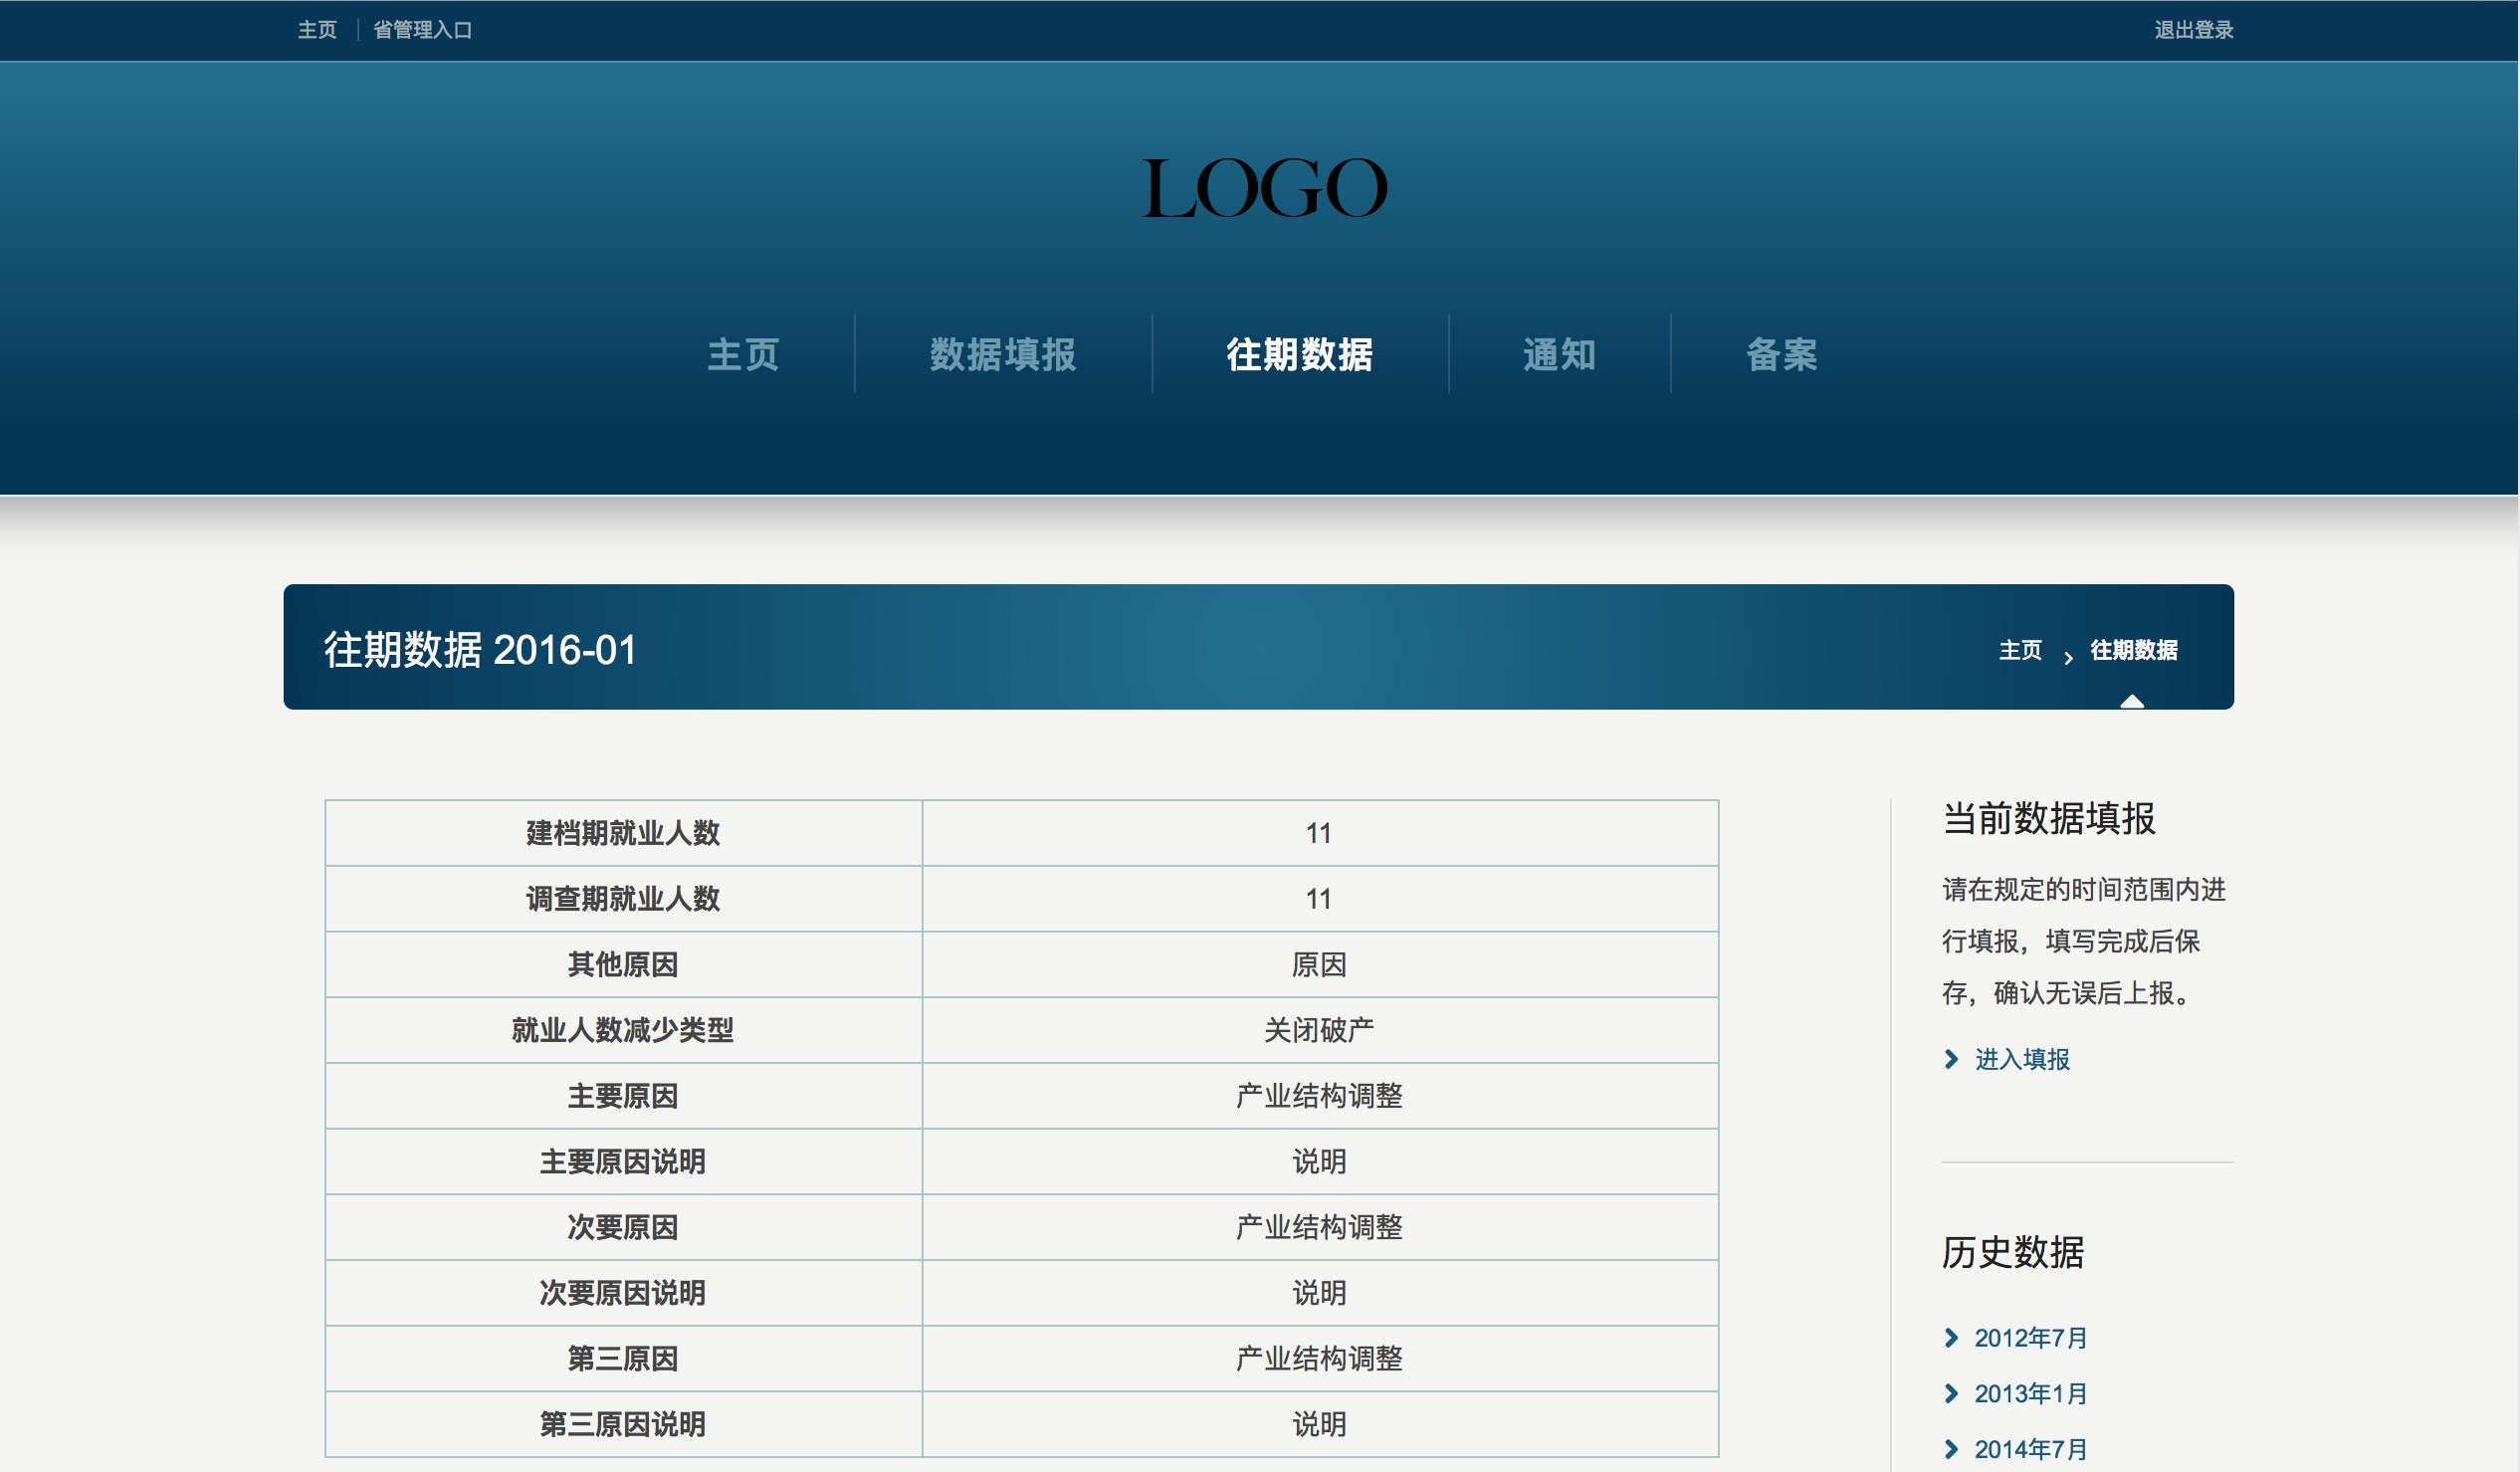 主页 省管理入口 退出登录
LOGO
主页 数据填报 往期数据 通知 备案
往期数据 2016-01
主页 › 往期数据
建档期就业人数 11
调查期就业人数 11
其他原因 原因
就业人数减少类型 关闭破产
主要原因 产业结构调整
主要原因说明 说明
次要原因 产业结构调整
次要原因说明 说明
第三原因 产业结构调整
第三原因说明 说明
当前数据填报
请在规定的时间范围内进
行填报，填写完成后保
存，确认无误后上报。
进入填报
历史数据
2012年7月
2013年1月
2014年7月